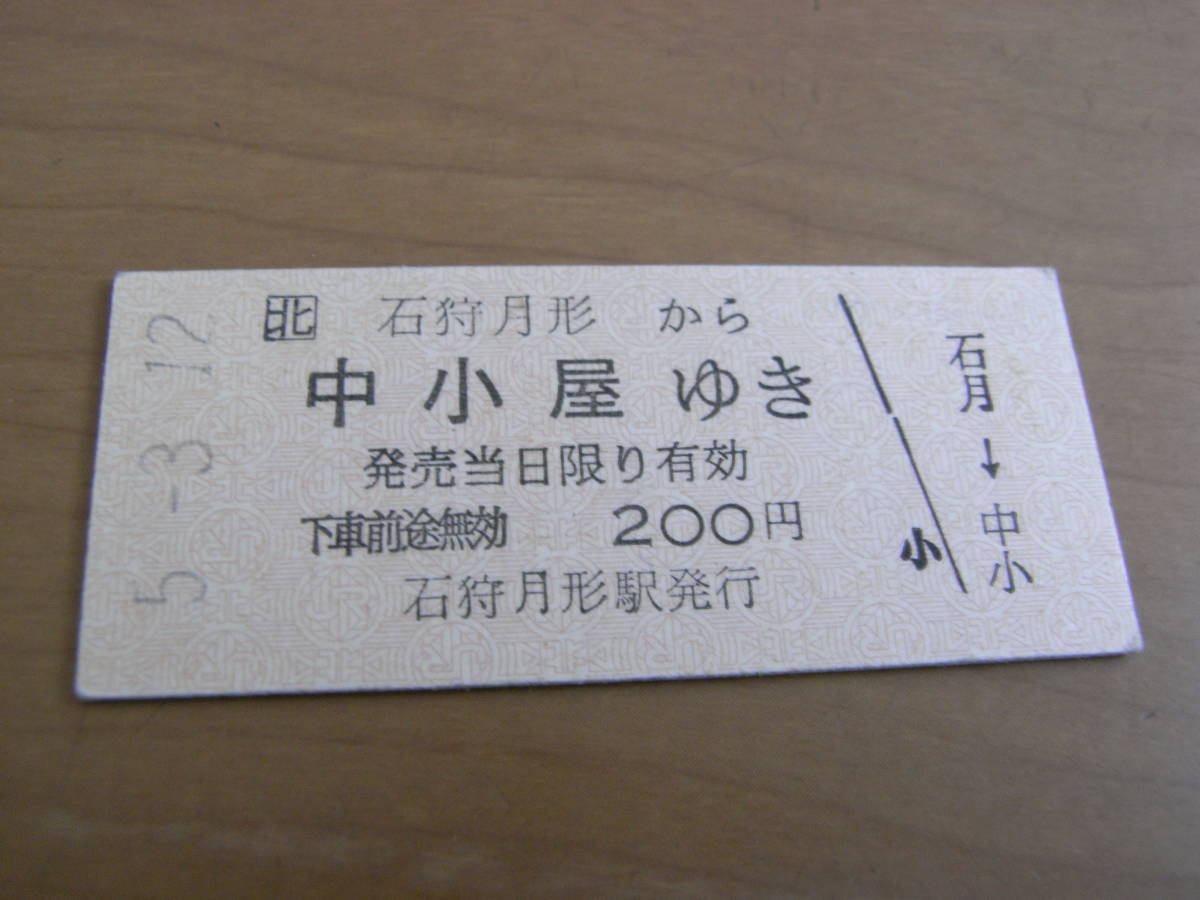 5.-3.12
北 石狩月形 から
中小屋 ゆき
発売当日限り有効
下車前途無効 200円
石狩月形駅発行
小
石月
↓
中小